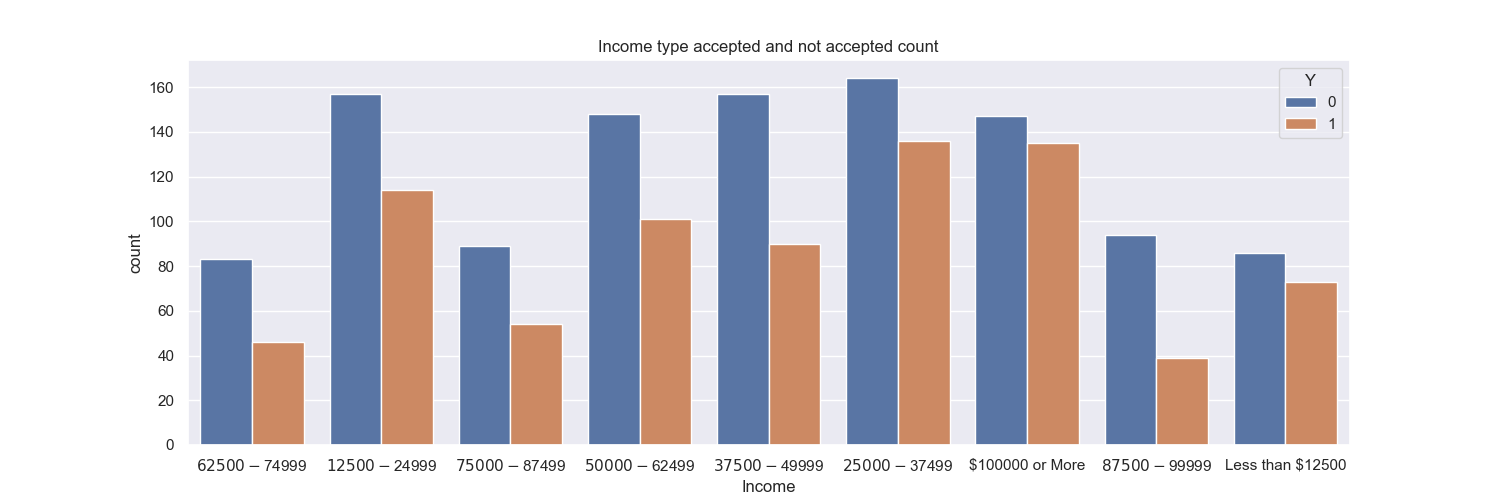 Income type accepted and not accepted count
Y
0
1
160
140
120
100
80
60
40
20
0
count
62500 − 74999 12500 − 24999 75000 − 87499 50000 − 62499 37500 − 49999 25000 − 37499 $100000 or More 87500 − 99999 Less than $12500
Income